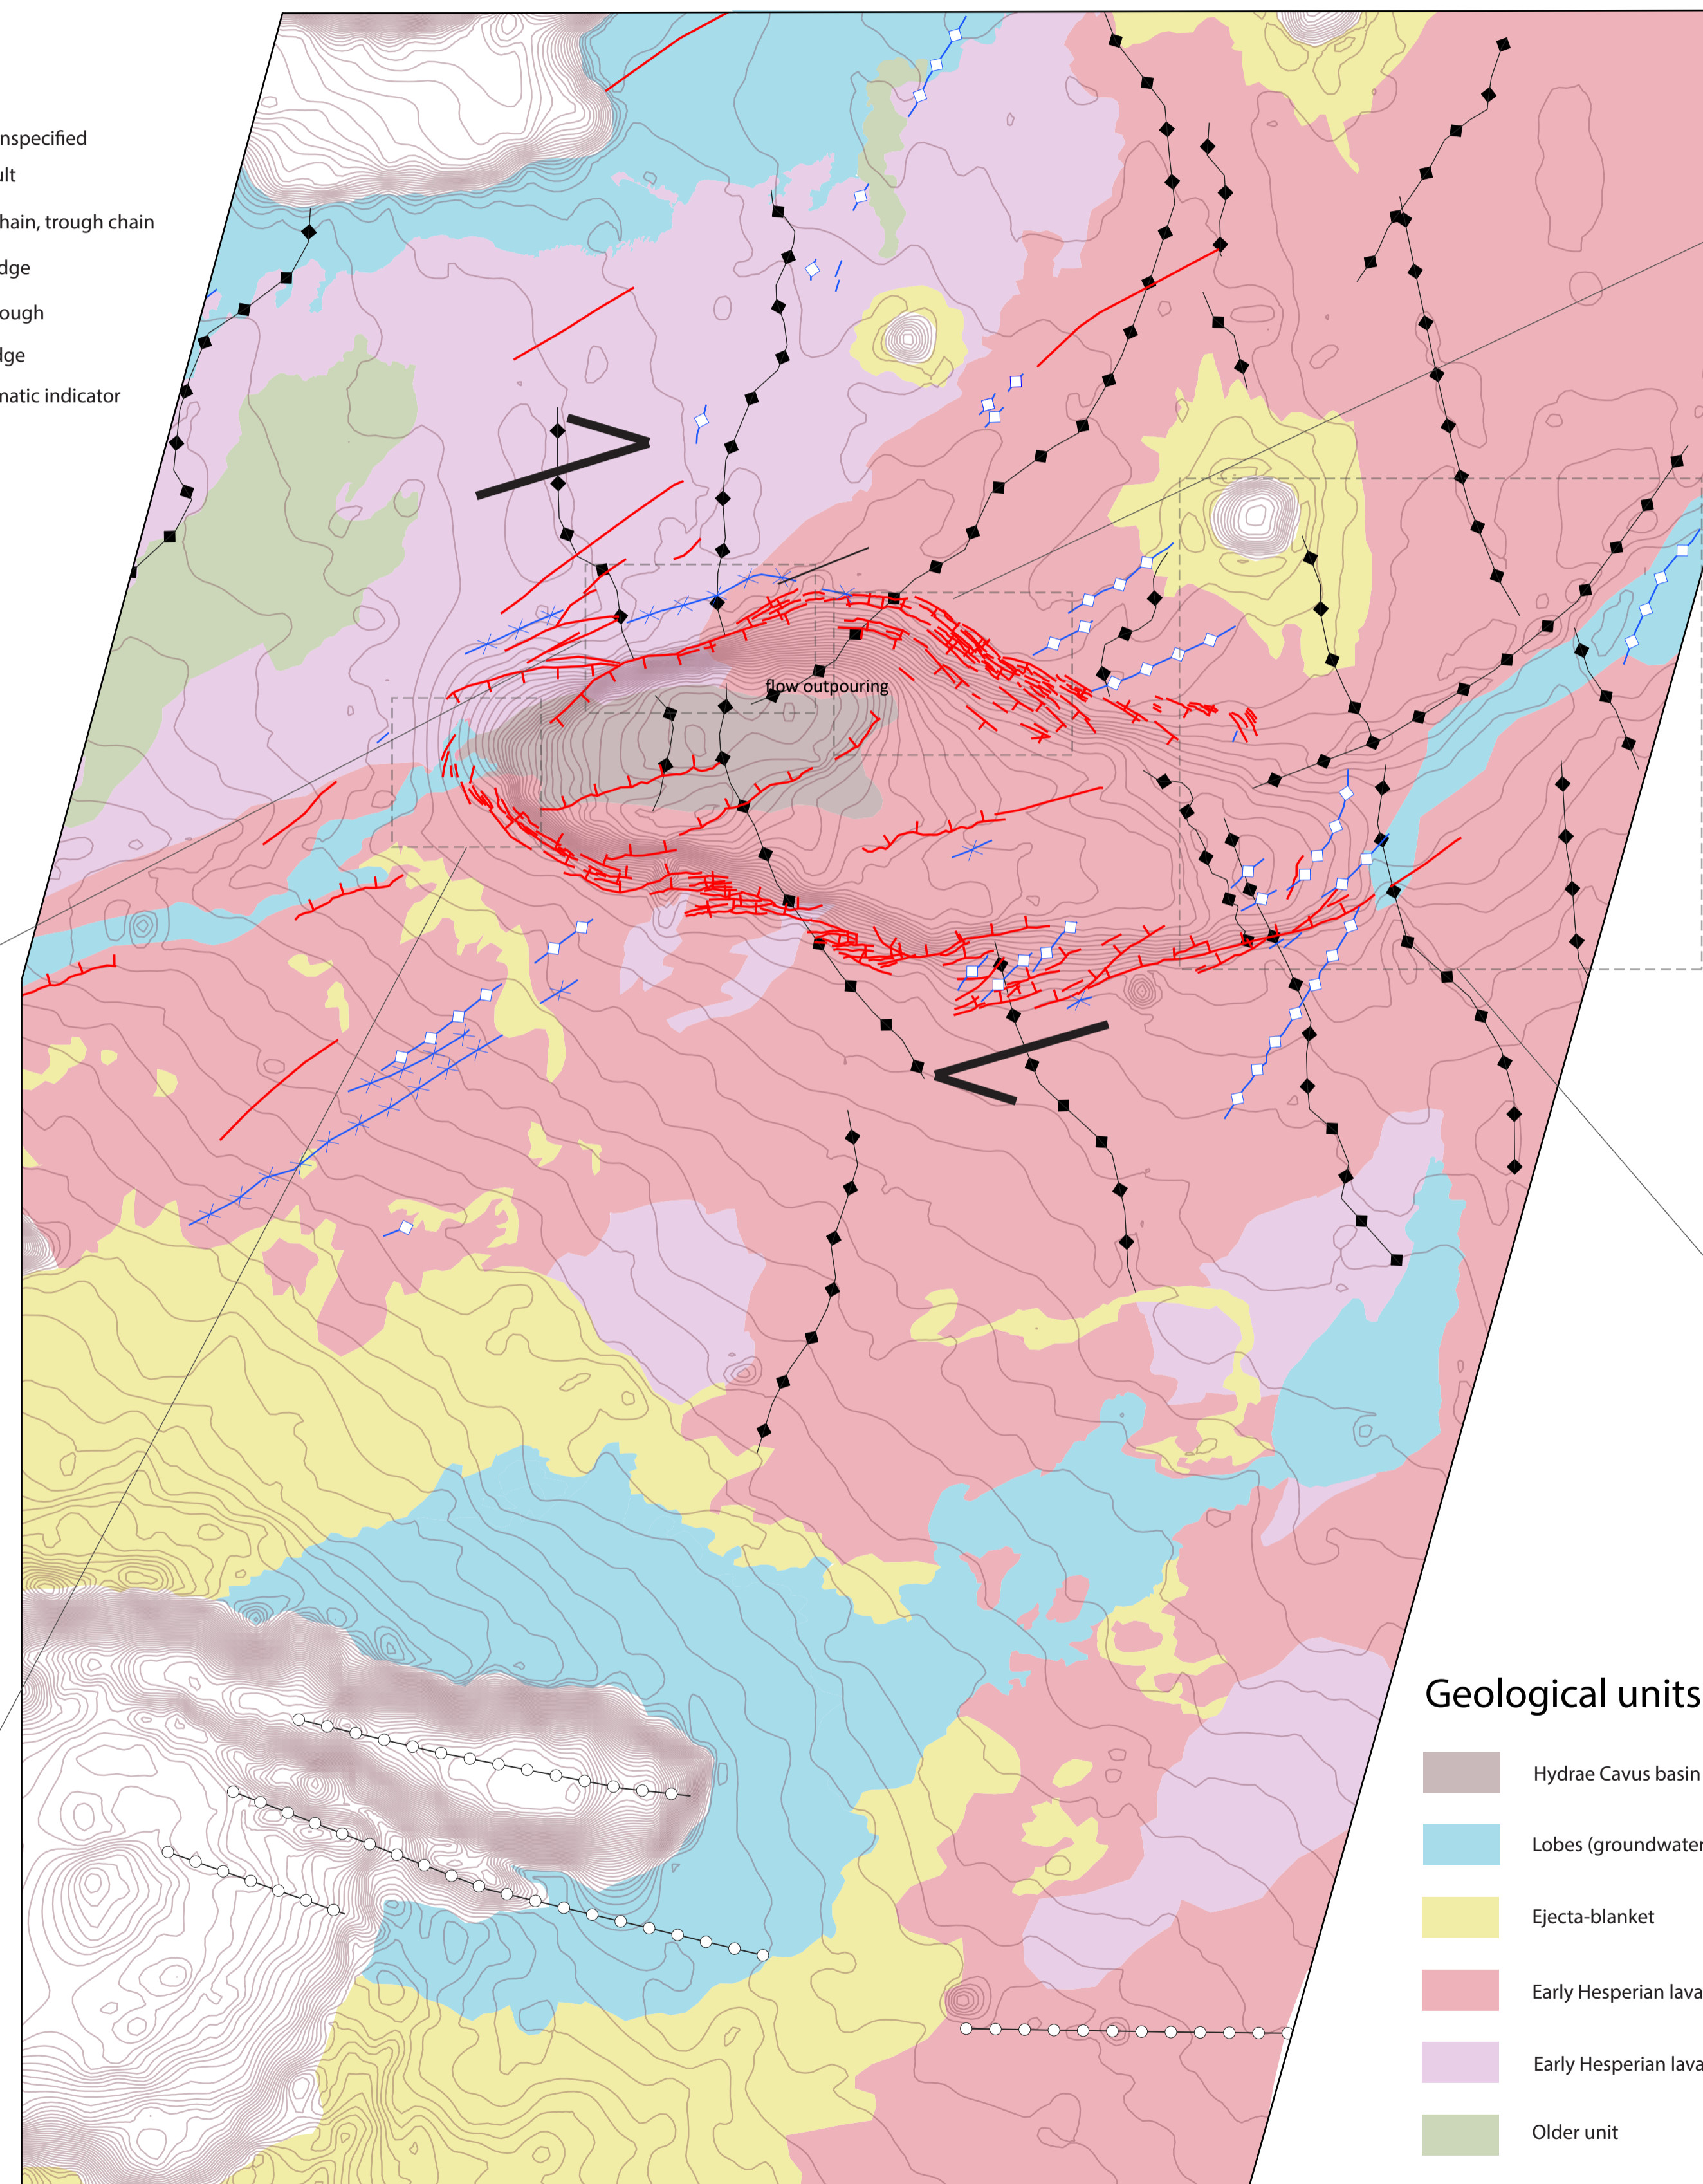 nspecified
ult
hain, trough chain
dge
ough
dge
matic indicator
flow outpouring
Geological units
Hydrae Cavus basin
Lobes (groundwater
Ejecta-blanket
Early Hesperian lava
Early Hesperian lava
Older unit